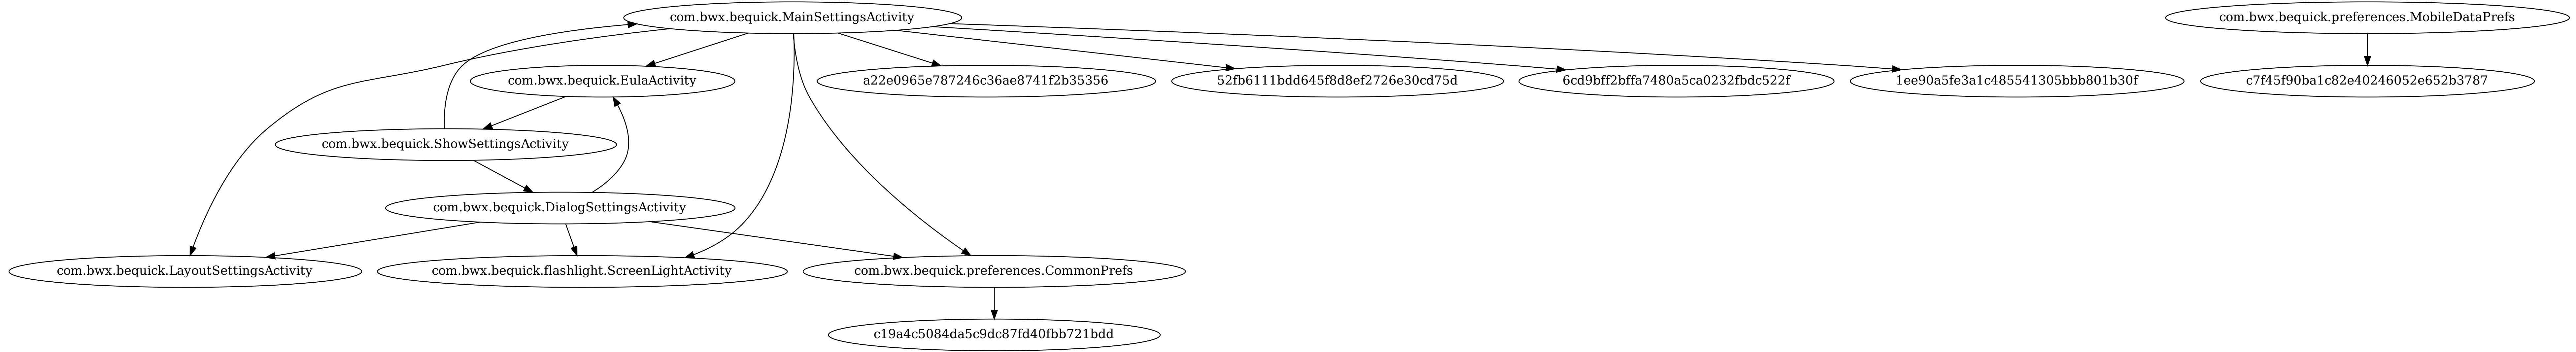 com.bwx.bequick.MainSettingsActivity
com.bwx.bequick.preferences.MobileDataPrefs
com.bwx.bequick.EulaActivity
a22e0965e787246c36ae8741f2b35356
52fb6111bdd645f8d8ef2726e30cd75d
6cd9bff2bffa7480a5ca0232fbdc522f
1ee90a5fe3a1c485541305bbb801b30f
c7f45f90ba1c82e40246052e652b3787
com.bwx.bequick.ShowSettingsActivity
com.bwx.bequick.DialogSettingsActivity
com.bwx.bequick.LayoutSettingsActivity
com.bwx.bequick.flashlight.ScreenLightActivity
com.bwx.bequick.preferences.CommonPrefs
c19a4c5084da5c9dc87fd40fbb721bdd